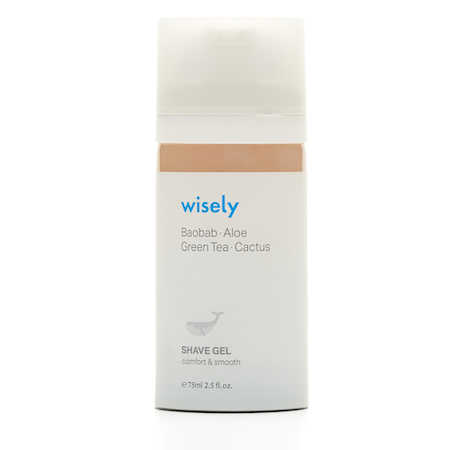 wisely
Baobab · Aloe
Green Tea · Cactus
SHAVE GEL
comfort & smooth
℮ 75ml 2.5 fl. oz.